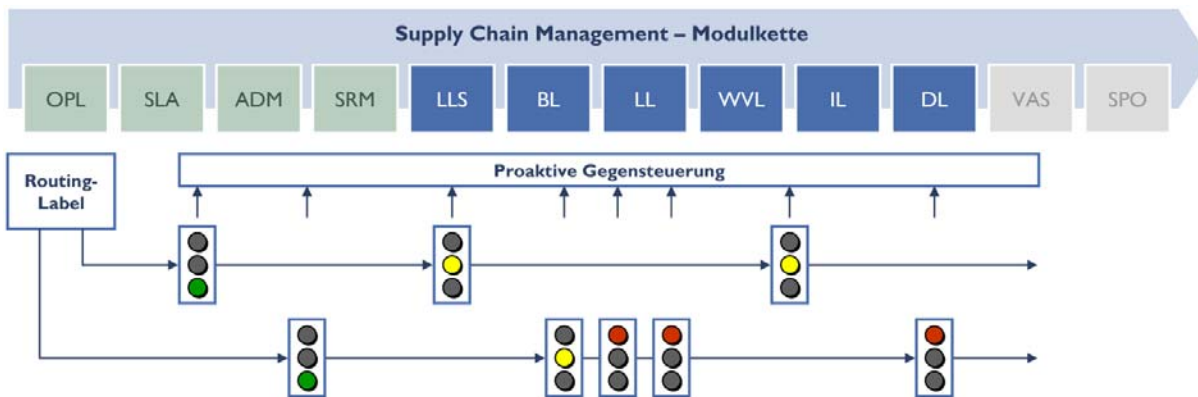 Supply Chain Management – Modulkette
OPL SLA ADM SRM LLS BL LL WVL IL DL VAS SPO
Routing-
Label
Proaktive Gegensteuerung